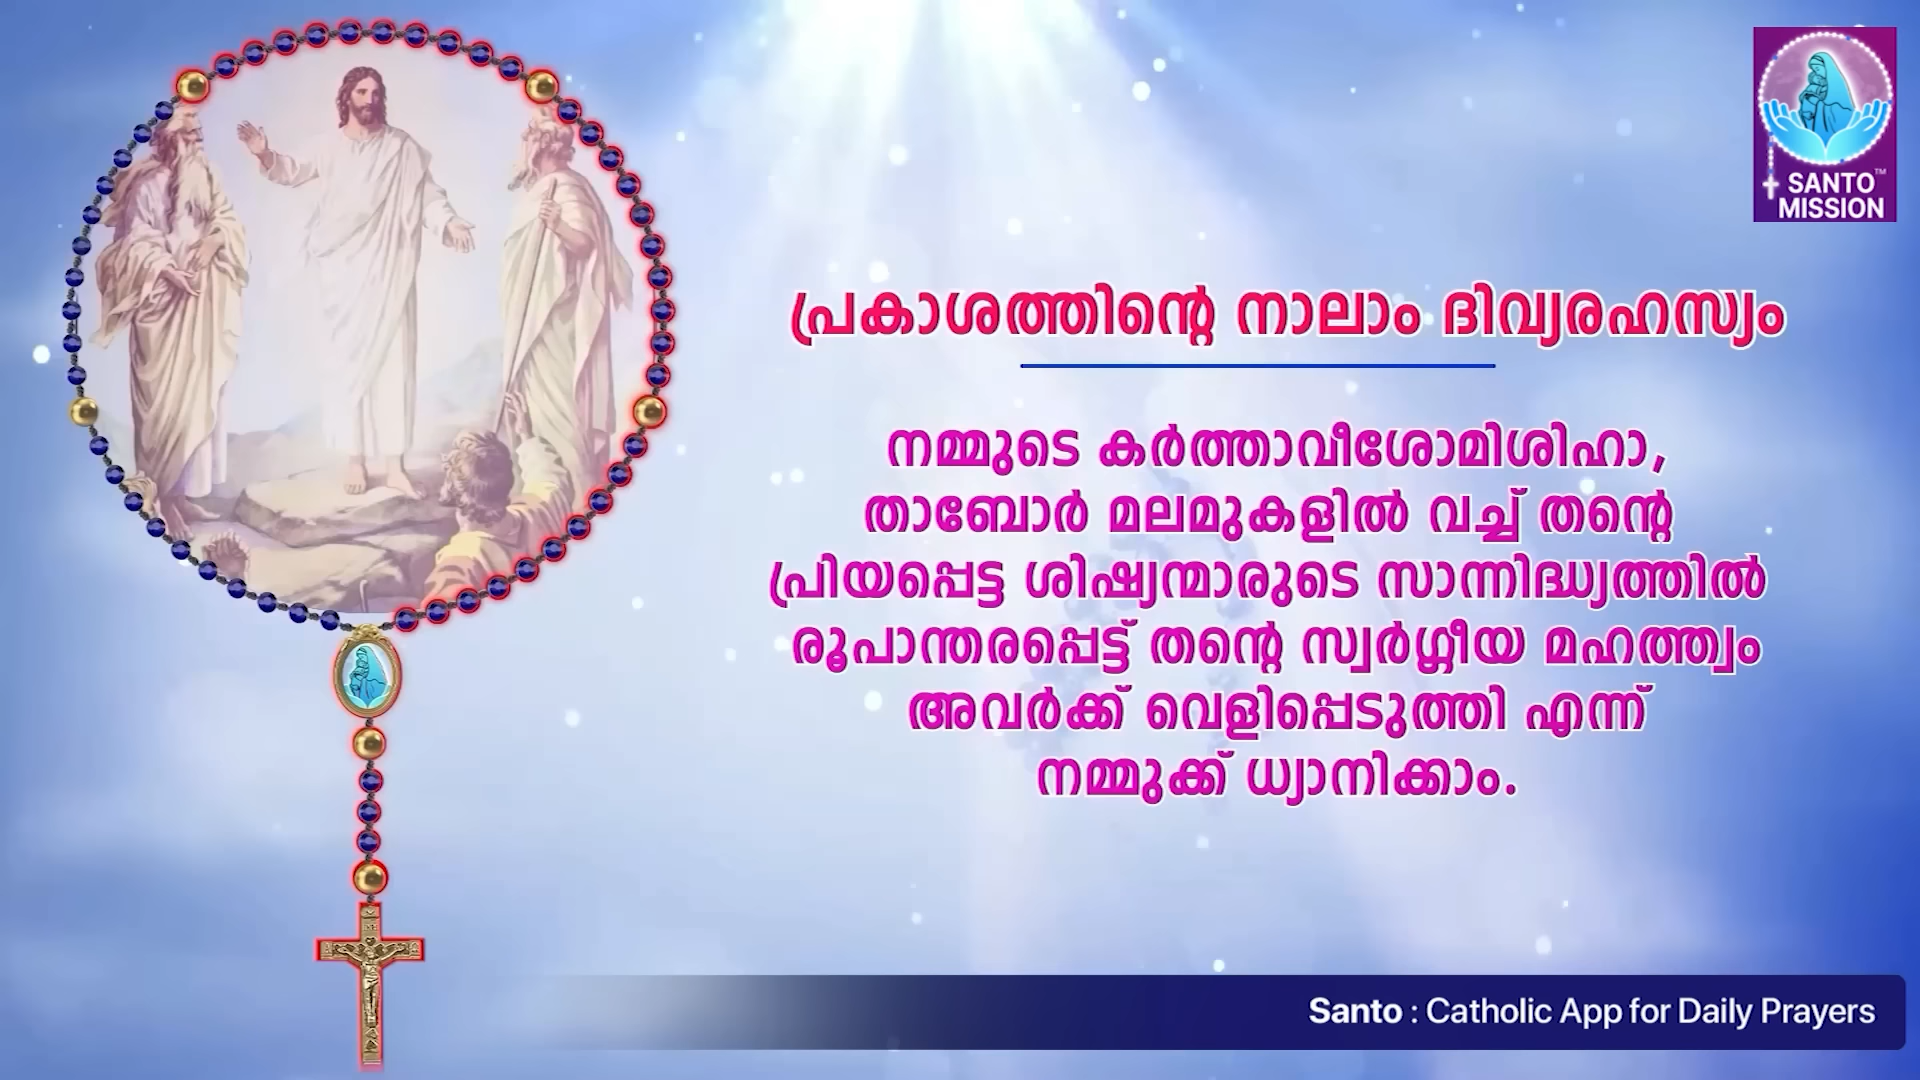 SANTO™
MISSION
പ്രകാശത്തിന്റെ നാലാം ദിവ്യരഹസ്യം
നമ്മുടെ കർത്താവീശോമിശിഹാ,
താബോർ മലമുകളിൽ വച്ച് തന്റെ
പ്രിയപ്പെട്ട ശിഷ്യന്മാരുടെ സാന്നിദ്ധ്യത്തിൽ
രൂപാന്തരപ്പെട്ട് തന്റെ സ്വർഗ്ഗീയ മഹത്ത്വം
അവർക്ക് വെളിപ്പെടുത്തി എന്ന്
നമ്മുക്ക് ധ്യാനിക്കാം.
Santo : Catholic App for Daily Prayers